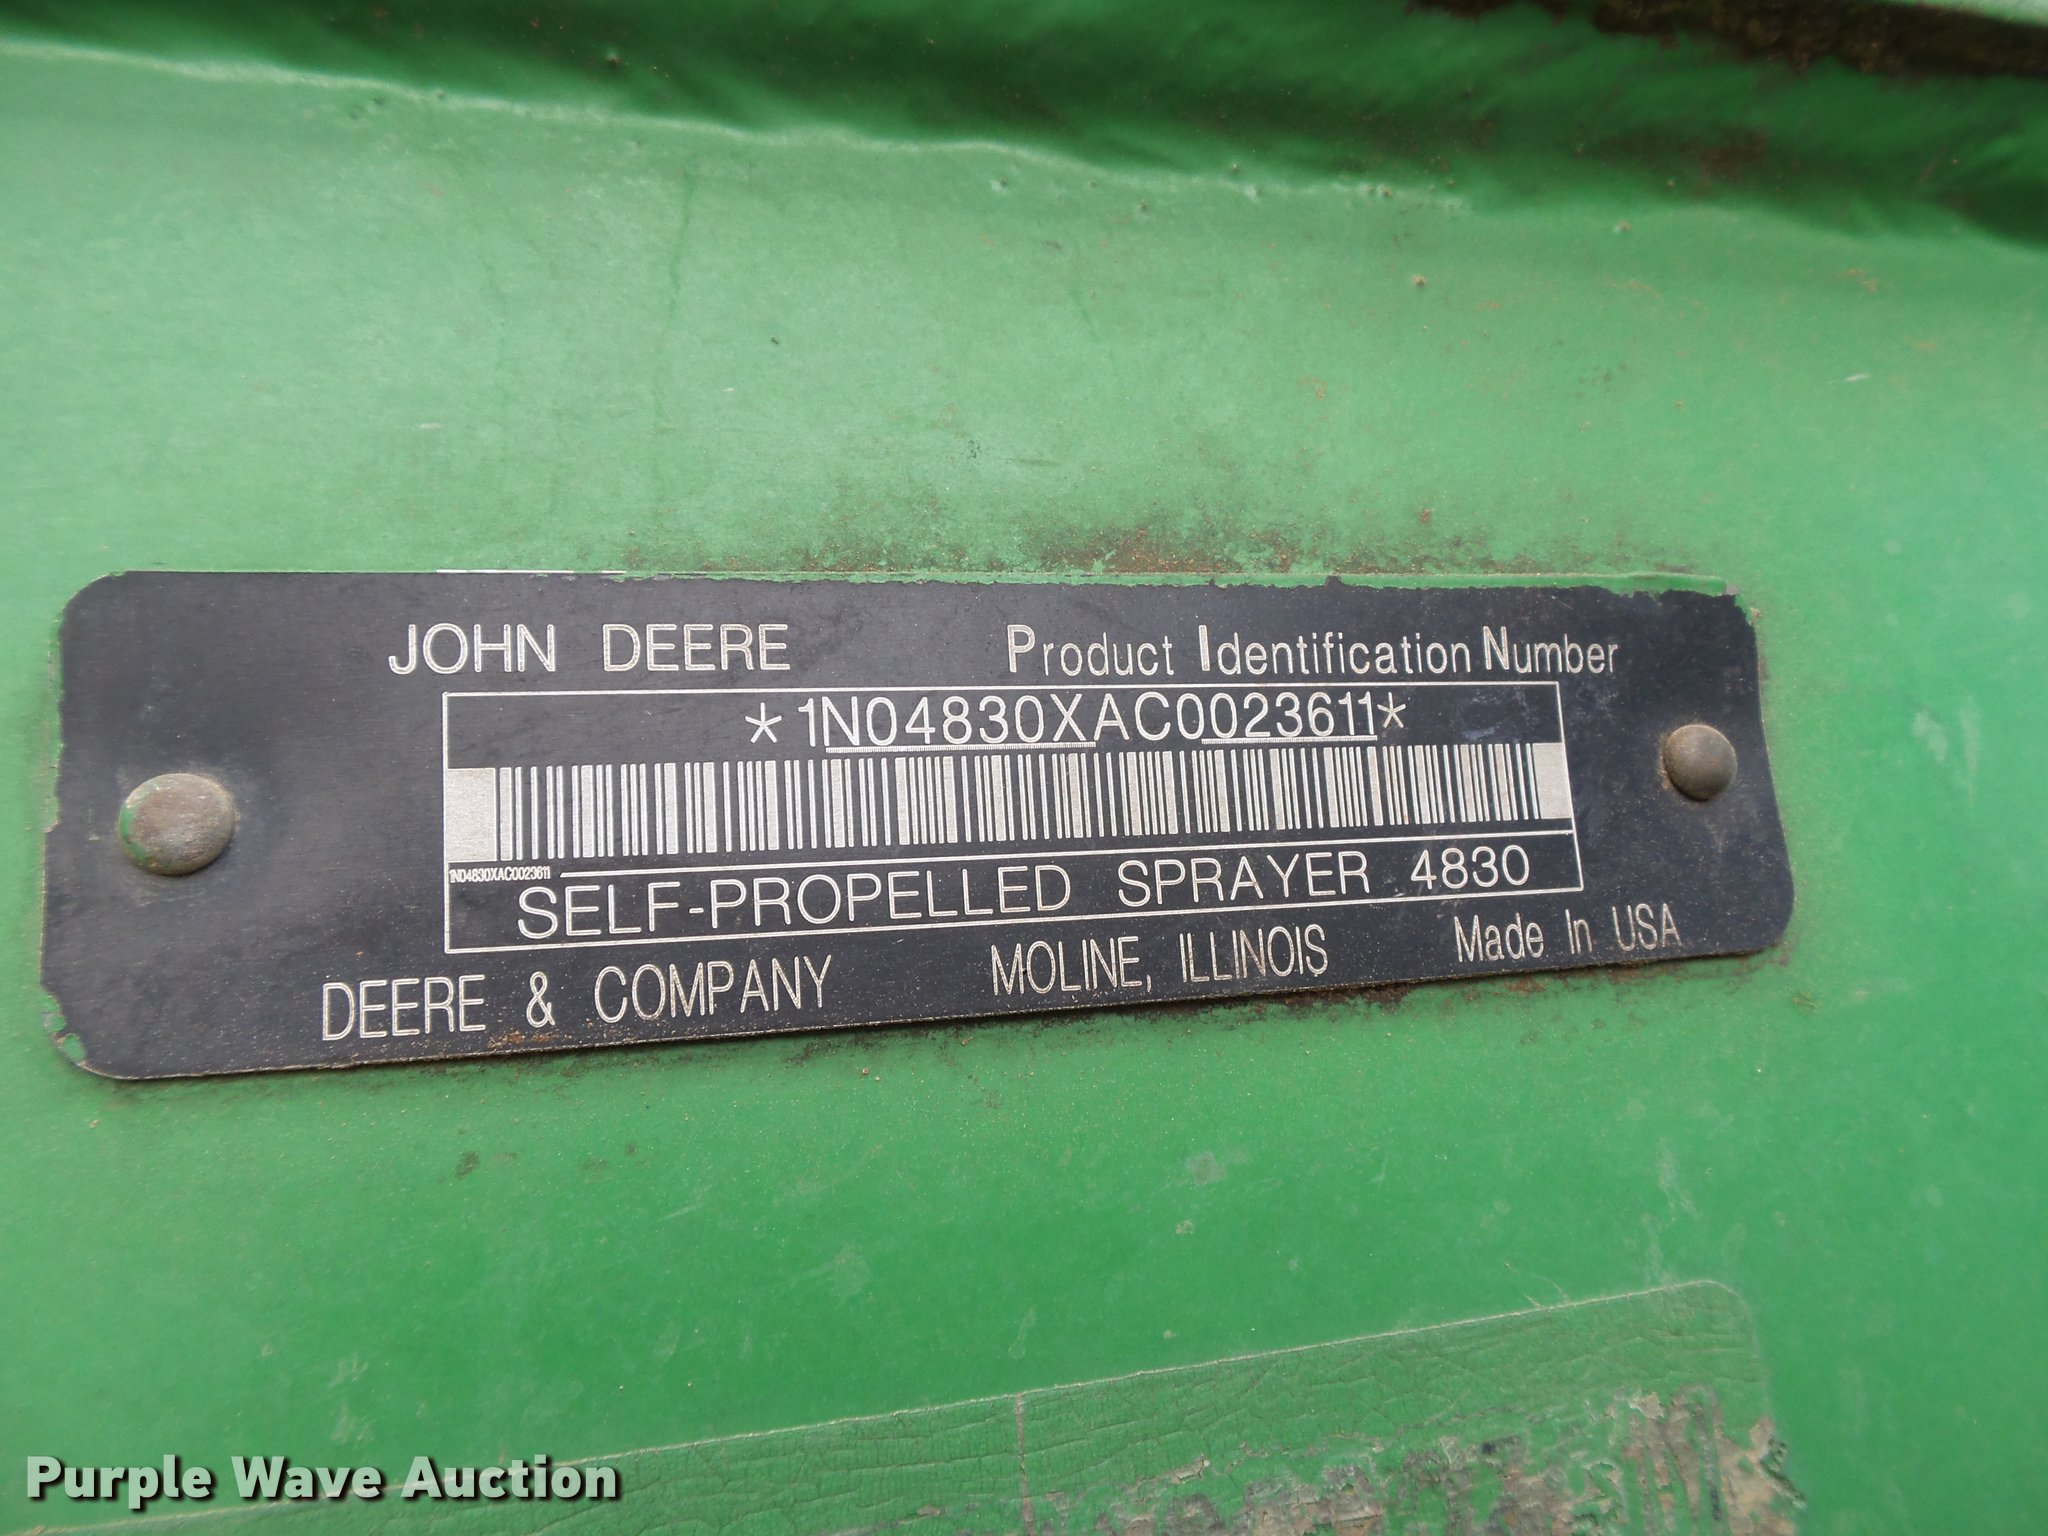 JOHN DEERE Product Identification Number
*1N04830XAC0023611*
1N04830XAC0023611
SELF-PROPELLED SPRAYER 4830
DEERE & COMPANY MOLINE, ILLINOIS Made In USA
Purple Wave Auction